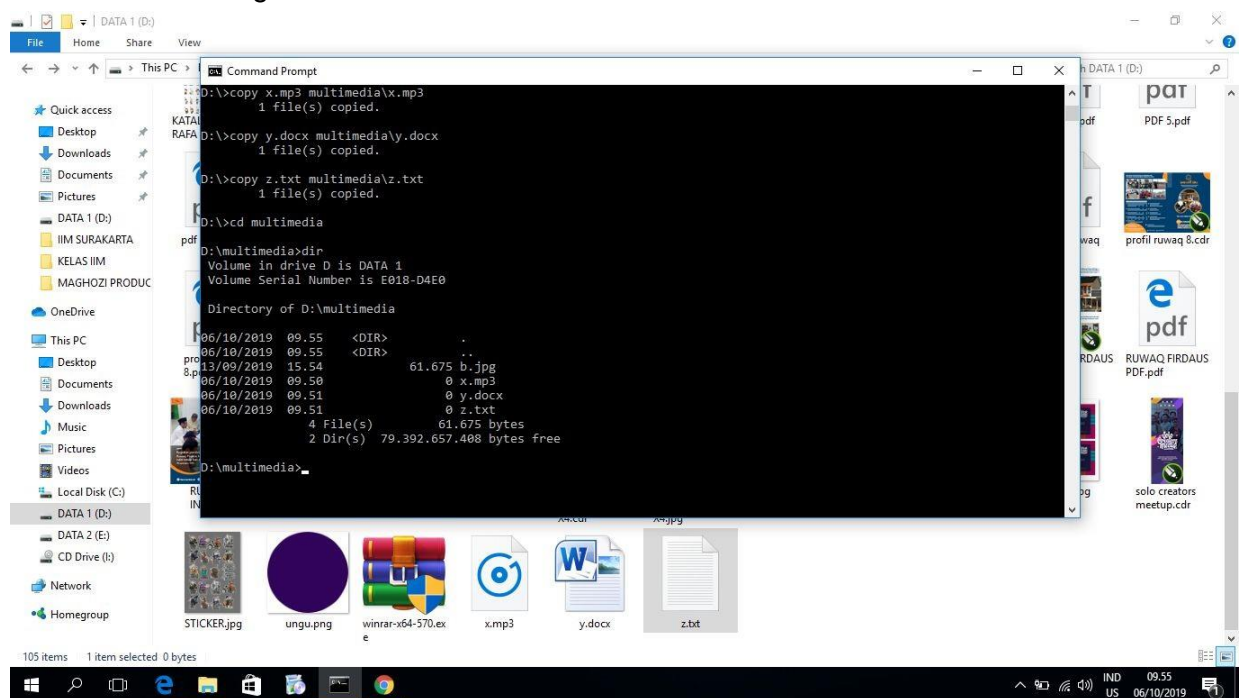 DATA 1 (D:)
File Home Share View
This PC
DATA 1 (D:)
Command Prompt
D:\>copy x.mp3 multimedia\x.mp3
1 file(s) copied.
D:\>copy y.docx multimedia\y.docx
1 file(s) copied.
D:\>copy z.txt multimedia\z.txt
1 file(s) copied.
D:\>cd multimedia
D:\multimedia>dir
Volume in drive D is DATA 1
Volume Serial Number is E018-D4E0
Directory of D:\multimedia
06/10/2019 09.55 <DIR> .
06/10/2019 09.55 <DIR> ..
13/09/2019 15.54 61.675 b.jpg
06/10/2019 09.50 0 x.mp3
06/10/2019 09.51 0 y.docx
06/10/2019 09.51 0 z.txt
4 File(s) 61.675 bytes
2 Dir(s) 79.392.657.408 bytes free
D:\multimedia>
Quick access
Desktop
Downloads
Documents
Pictures
DATA 1 (D:)
IIM SURAKARTA
KELAS IIM
MAGHOZI PRODUC
OneDrive
This PC
Desktop
Documents
Downloads
Music
Pictures
Videos
Local Disk (C:)
DATA 1 (D:)
DATA 2 (E:)
CD Drive (I:)
Network
Homegroup
RAFA
pdf
pdf
PDF 5.pdf
profil ruwaq 8.cdr
pdf
RUWAQ FIRDAUS
PDF.pdf
solo creators
meetup.cdr
STICKER.jpg
ungu.png
winrar-x64-570.ex
e
x.mp3
y.docx
z.txt
105 items 1 item selected 0 bytes
IND
US
09.55
06/10/2019